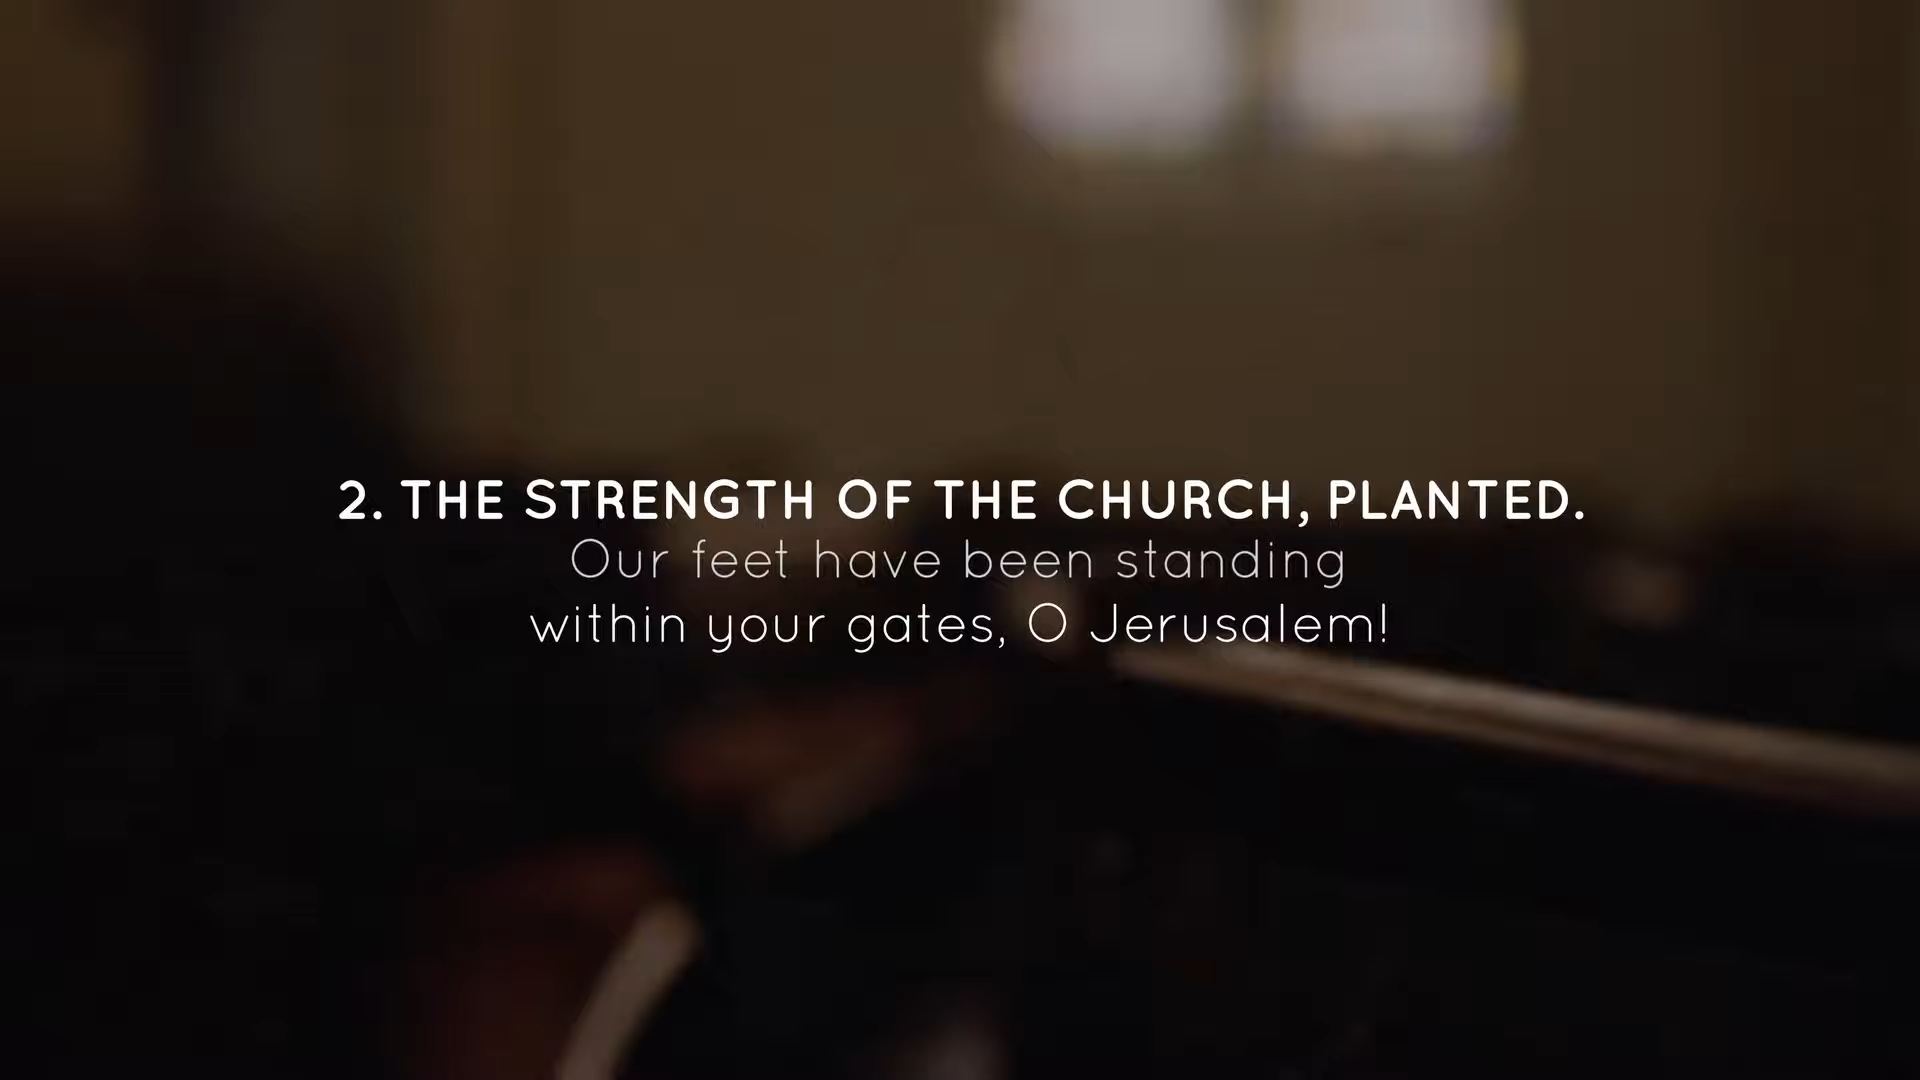 2. THE STRENGTH OF THE CHURCH, PLANTED.
Our feet have been standing
within your gates, O Jerusalem!